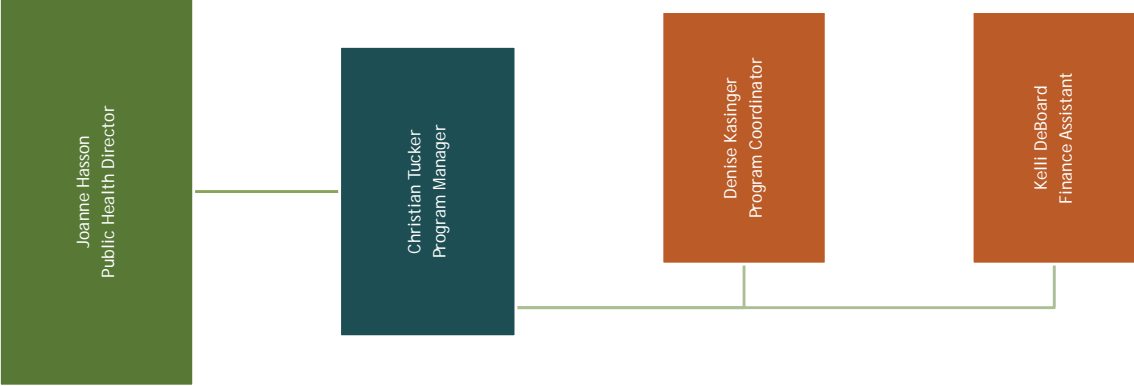 Joanne Hasson
Public Health Director
Christian Tucker
Program Manager
Denise Kasinger
Program Coordinator
Kelli DeBoard
Finance Assistant